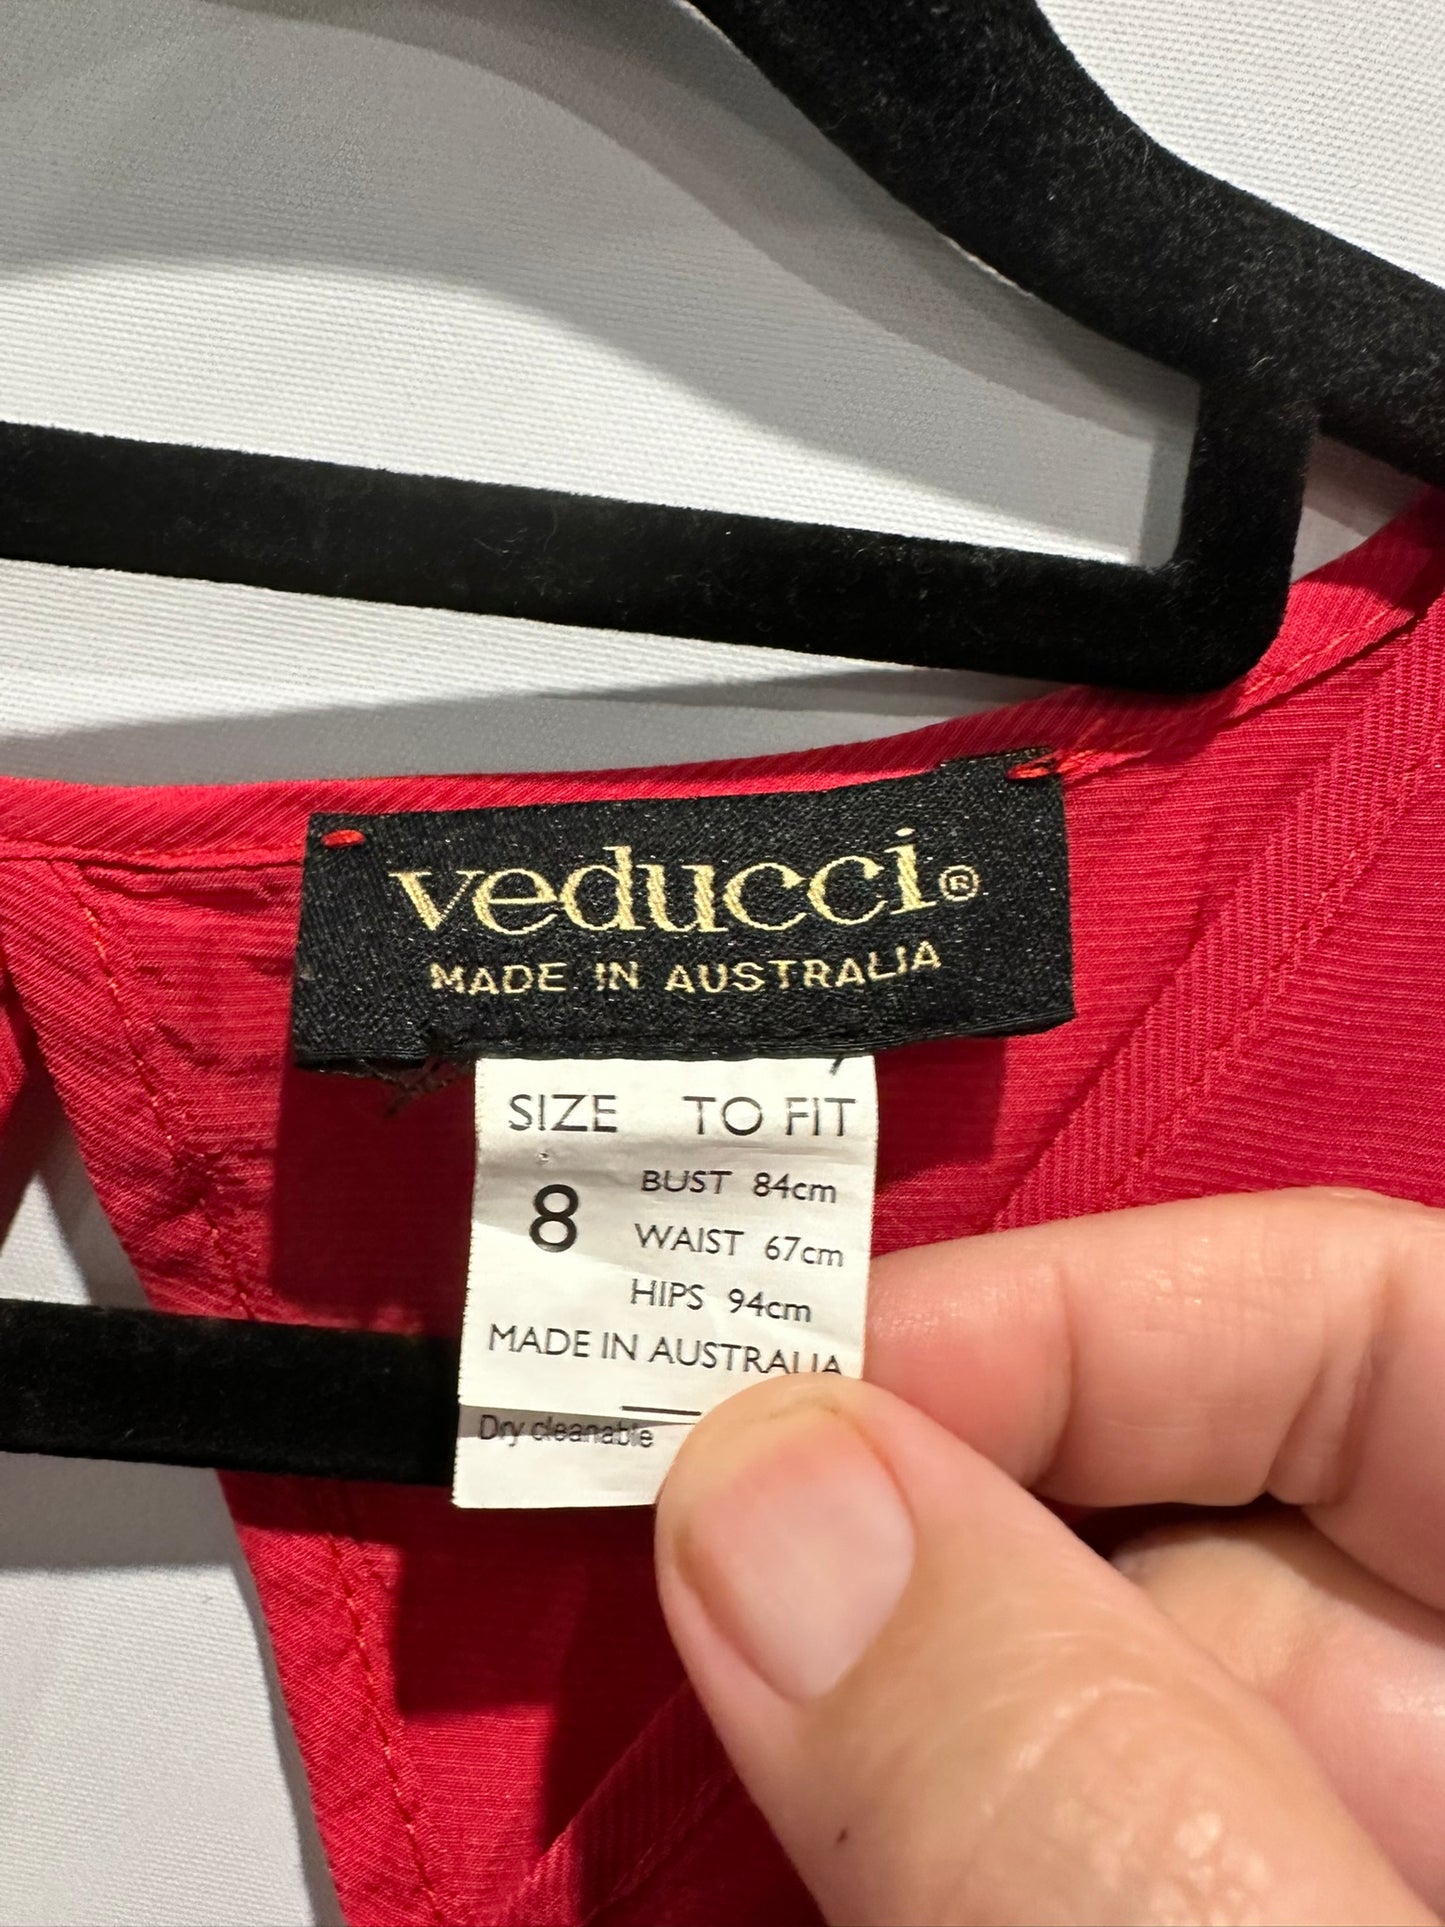 veducci®
MADE IN AUSTRALIA
SIZE TO FIT
8 BUST 84cm
WAIST 67cm
HIPS 94cm
MADE IN AUSTRALIA
Dry cleanable